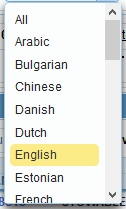 All
Arabic
Bulgarian
Chinese
Danish
Dutch
English
Estonian
French